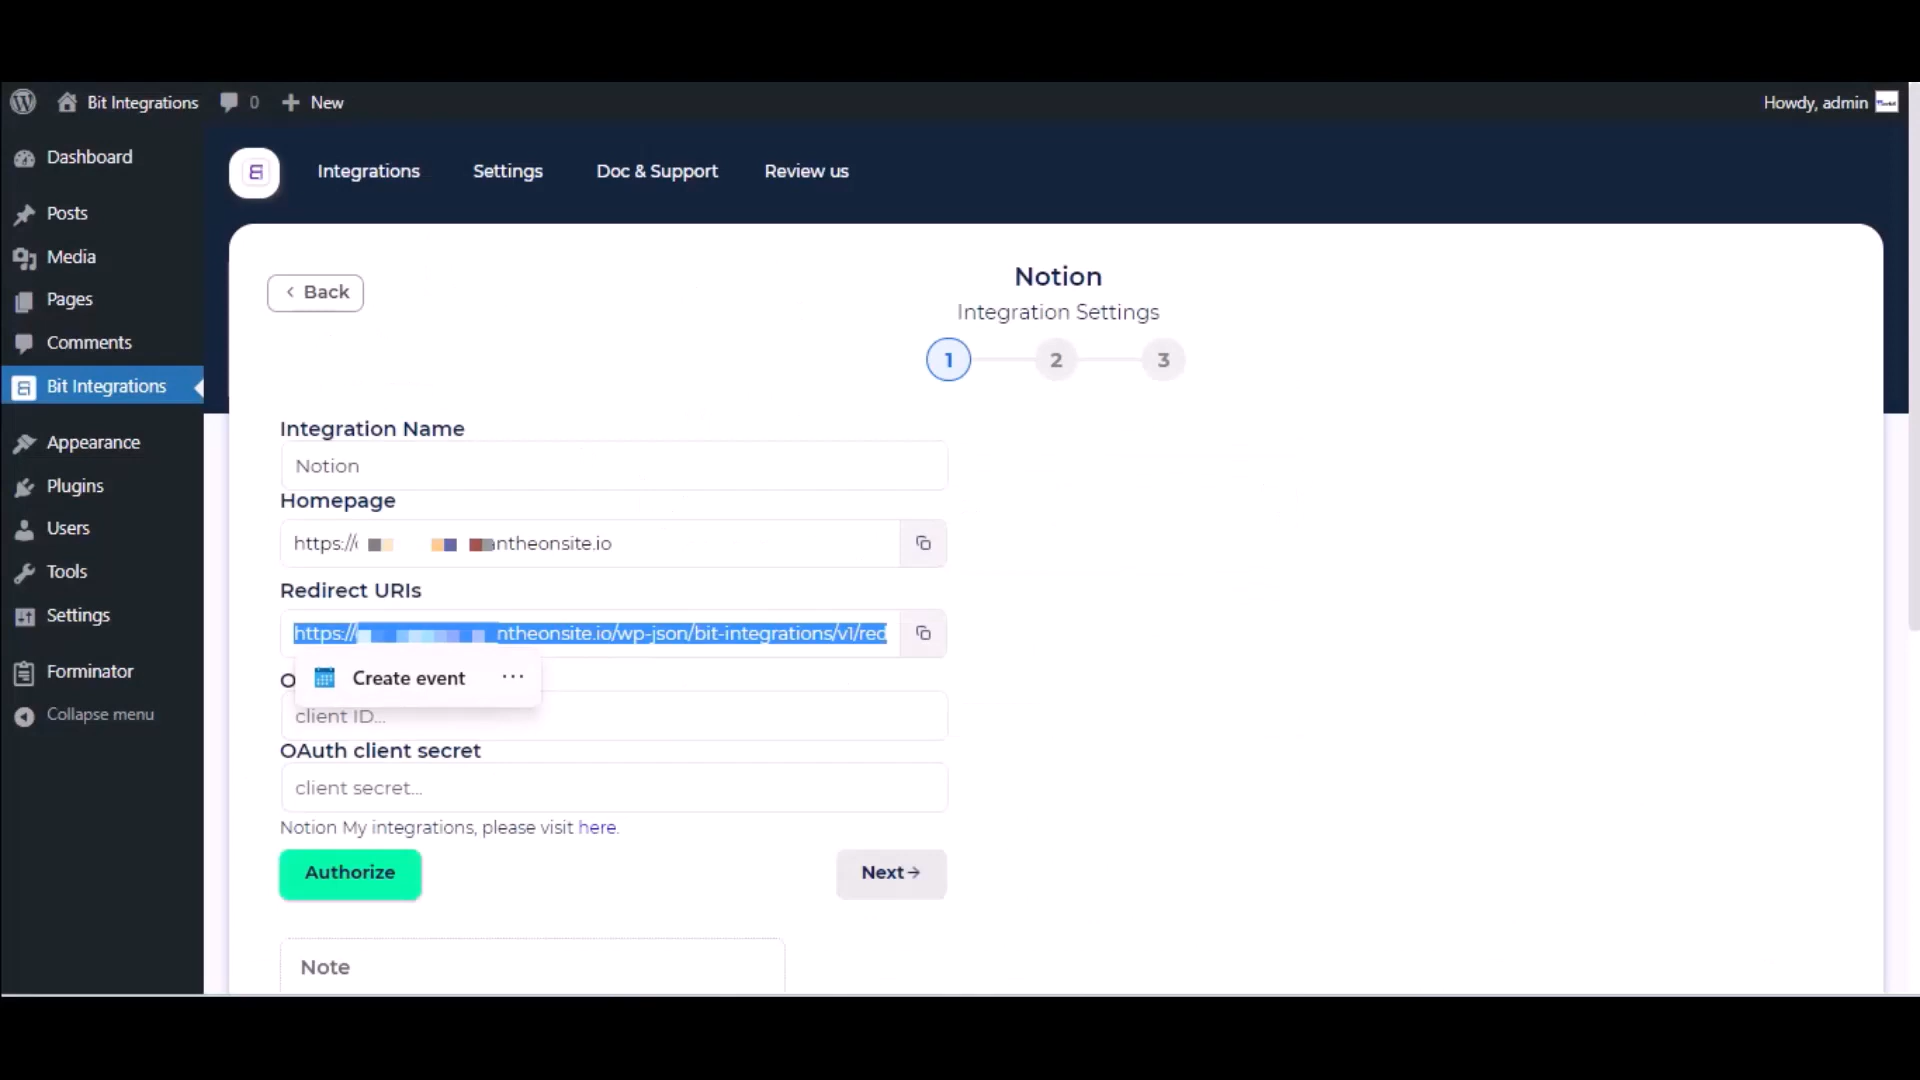 Bit Integrations 0 New Howdy, admin
Dashboard
Posts
Media
Pages
Comments
Bit Integrations
Appearance
Plugins
Users
Tools
Settings
Forminator
Collapse menu
Integrations Settings Doc & Support Review us
Back
Notion
Integration Settings
1 2 3
Integration Name
Notion
Homepage
https:// ntheonsite.io
Redirect URIs
https:// ntheonsite.io/wp-json/bit-integrations/v1/red
Create event ...
client ID...
OAuth client secret
client secret...
Notion My integrations, please visit here.
Authorize Next→
Note